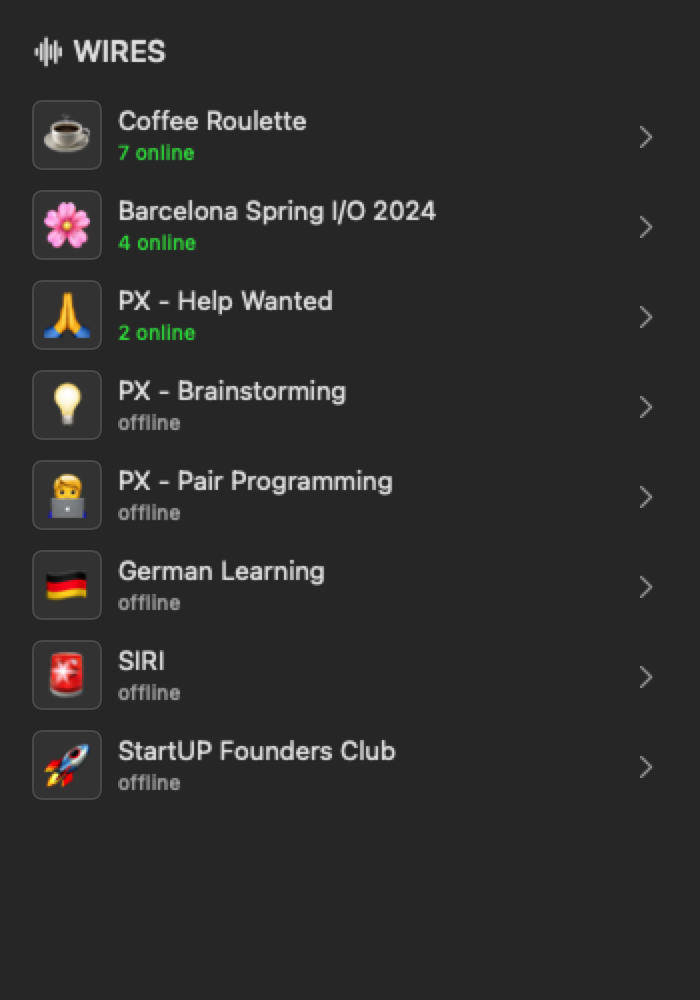 WIRES
Coffee Roulette
7 online
Barcelona Spring I/O 2024
4 online
PX - Help Wanted
2 online
PX - Brainstorming
offline
PX - Pair Programming
offline
German Learning
offline
SIRI
offline
StartUP Founders Club
offline